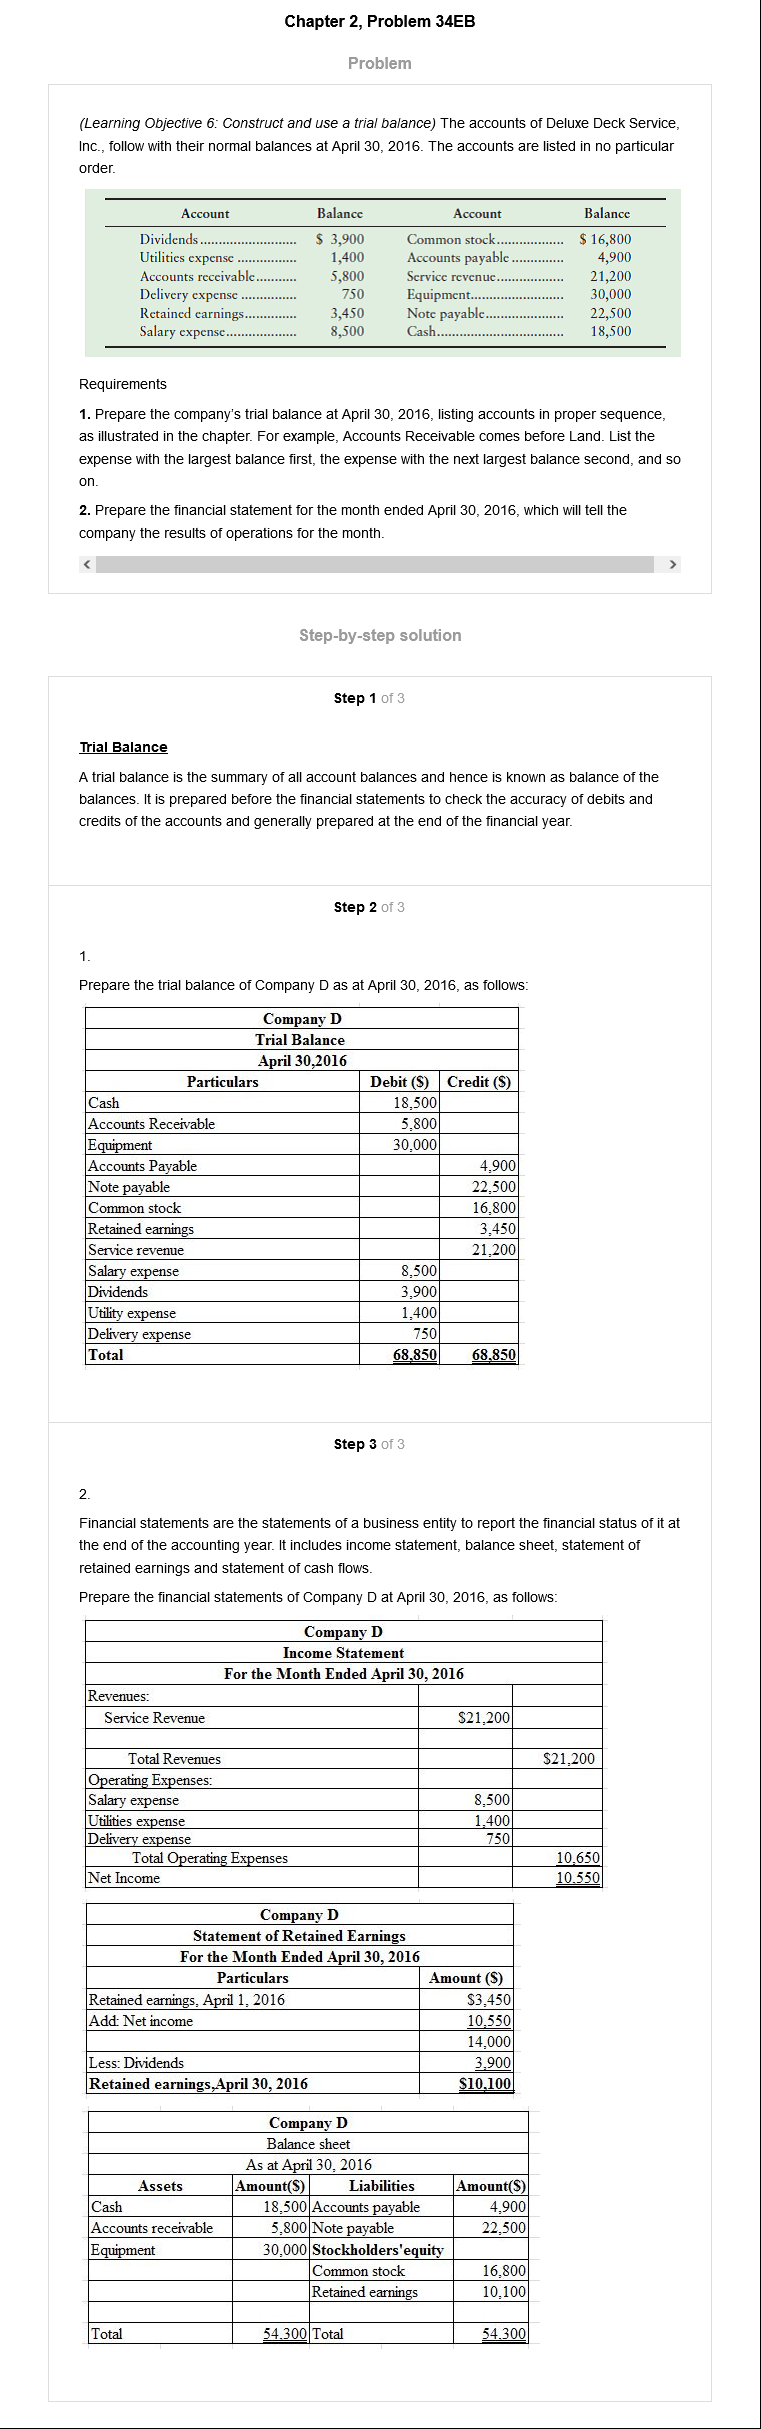 Chapter 2, Problem 34EB
Problem
(Learning Objective 6: Construct and use a trial balance) The accounts of Deluxe Deck Service,
Inc., follow with their normal balances at April 30, 2016. The accounts are listed in no particular
order.
Account Balance Account Balance
Dividends.......................... $ 3,900 Common stock.................. $ 16,800
Utilities expense ................ 1,400 Accounts payable .............. 4,900
Accounts receivable........... 5,800 Service revenue.................. 21,200
Delivery expense ............... 750 Equipment......................... 30,000
Retained earnings.............. 3,450 Note payable..................... 22,500
Salary expense................... 8,500 Cash.................................. 18,500
Requirements
1. Prepare the company's trial balance at April 30, 2016, listing accounts in proper sequence,
as illustrated in the chapter. For example, Accounts Receivable comes before Land. List the
expense with the largest balance first, the expense with the next largest balance second, and so
on.
2. Prepare the financial statement for the month ended April 30, 2016, which will tell the
company the results of operations for the month.
Step-by-step solution
Step 1 of 3
Trial Balance
A trial balance is the summary of all account balances and hence is known as balance of the
balances. It is prepared before the financial statements to check the accuracy of debits and
credits of the accounts and generally prepared at the end of the financial year.
Step 2 of 3
1.
Prepare the trial balance of Company D as at April 30, 2016, as follows:
Company D
Trial Balance
April 30,2016
Particulars Debit ($) Credit ($)
Cash 18,500
Accounts Receivable 5,800
Equipment 30,000
Accounts Payable 4,900
Note payable 22,500
Common stock 16,800
Retained earnings 3,450
Service revenue 21,200
Salary expense 8,500
Dividends 3,900
Utility expense 1,400
Delivery expense 750
Total 68,850 68,850
Step 3 of 3
2.
Financial statements are the statements of a business entity to report the financial status of it at
the end of the accounting year. It includes income statement, balance sheet, statement of
retained earnings and statement of cash flows.
Prepare the financial statements of Company D at April 30, 2016, as follows:
Company D
Income Statement
For the Month Ended April 30, 2016
Revenues:
Service Revenue $21,200
Total Revenues $21,200
Operating Expenses:
Salary expense 8,500
Utilities expense 1,400
Delivery expense 750
Total Operating Expenses 10,650
Net Income 10,550
Company D
Statement of Retained Earnings
For the Month Ended April 30, 2016
Particulars Amount ($)
Retained earnings, April 1, 2016 $3,450
Add: Net income 10,550
14,000
Less: Dividends 3,900
Retained earnings,April 30, 2016 $10,100
Company D
Balance sheet
As at April 30, 2016
Assets Amount($) Liabilities Amount($)
Cash 18,500 Accounts payable 4,900
Accounts receivable 5,800 Note payable 22,500
Equipment 30,000 Stockholders'equity
Common stock 16,800
Retained earnings 10,100
Total 54,300 Total 54,300